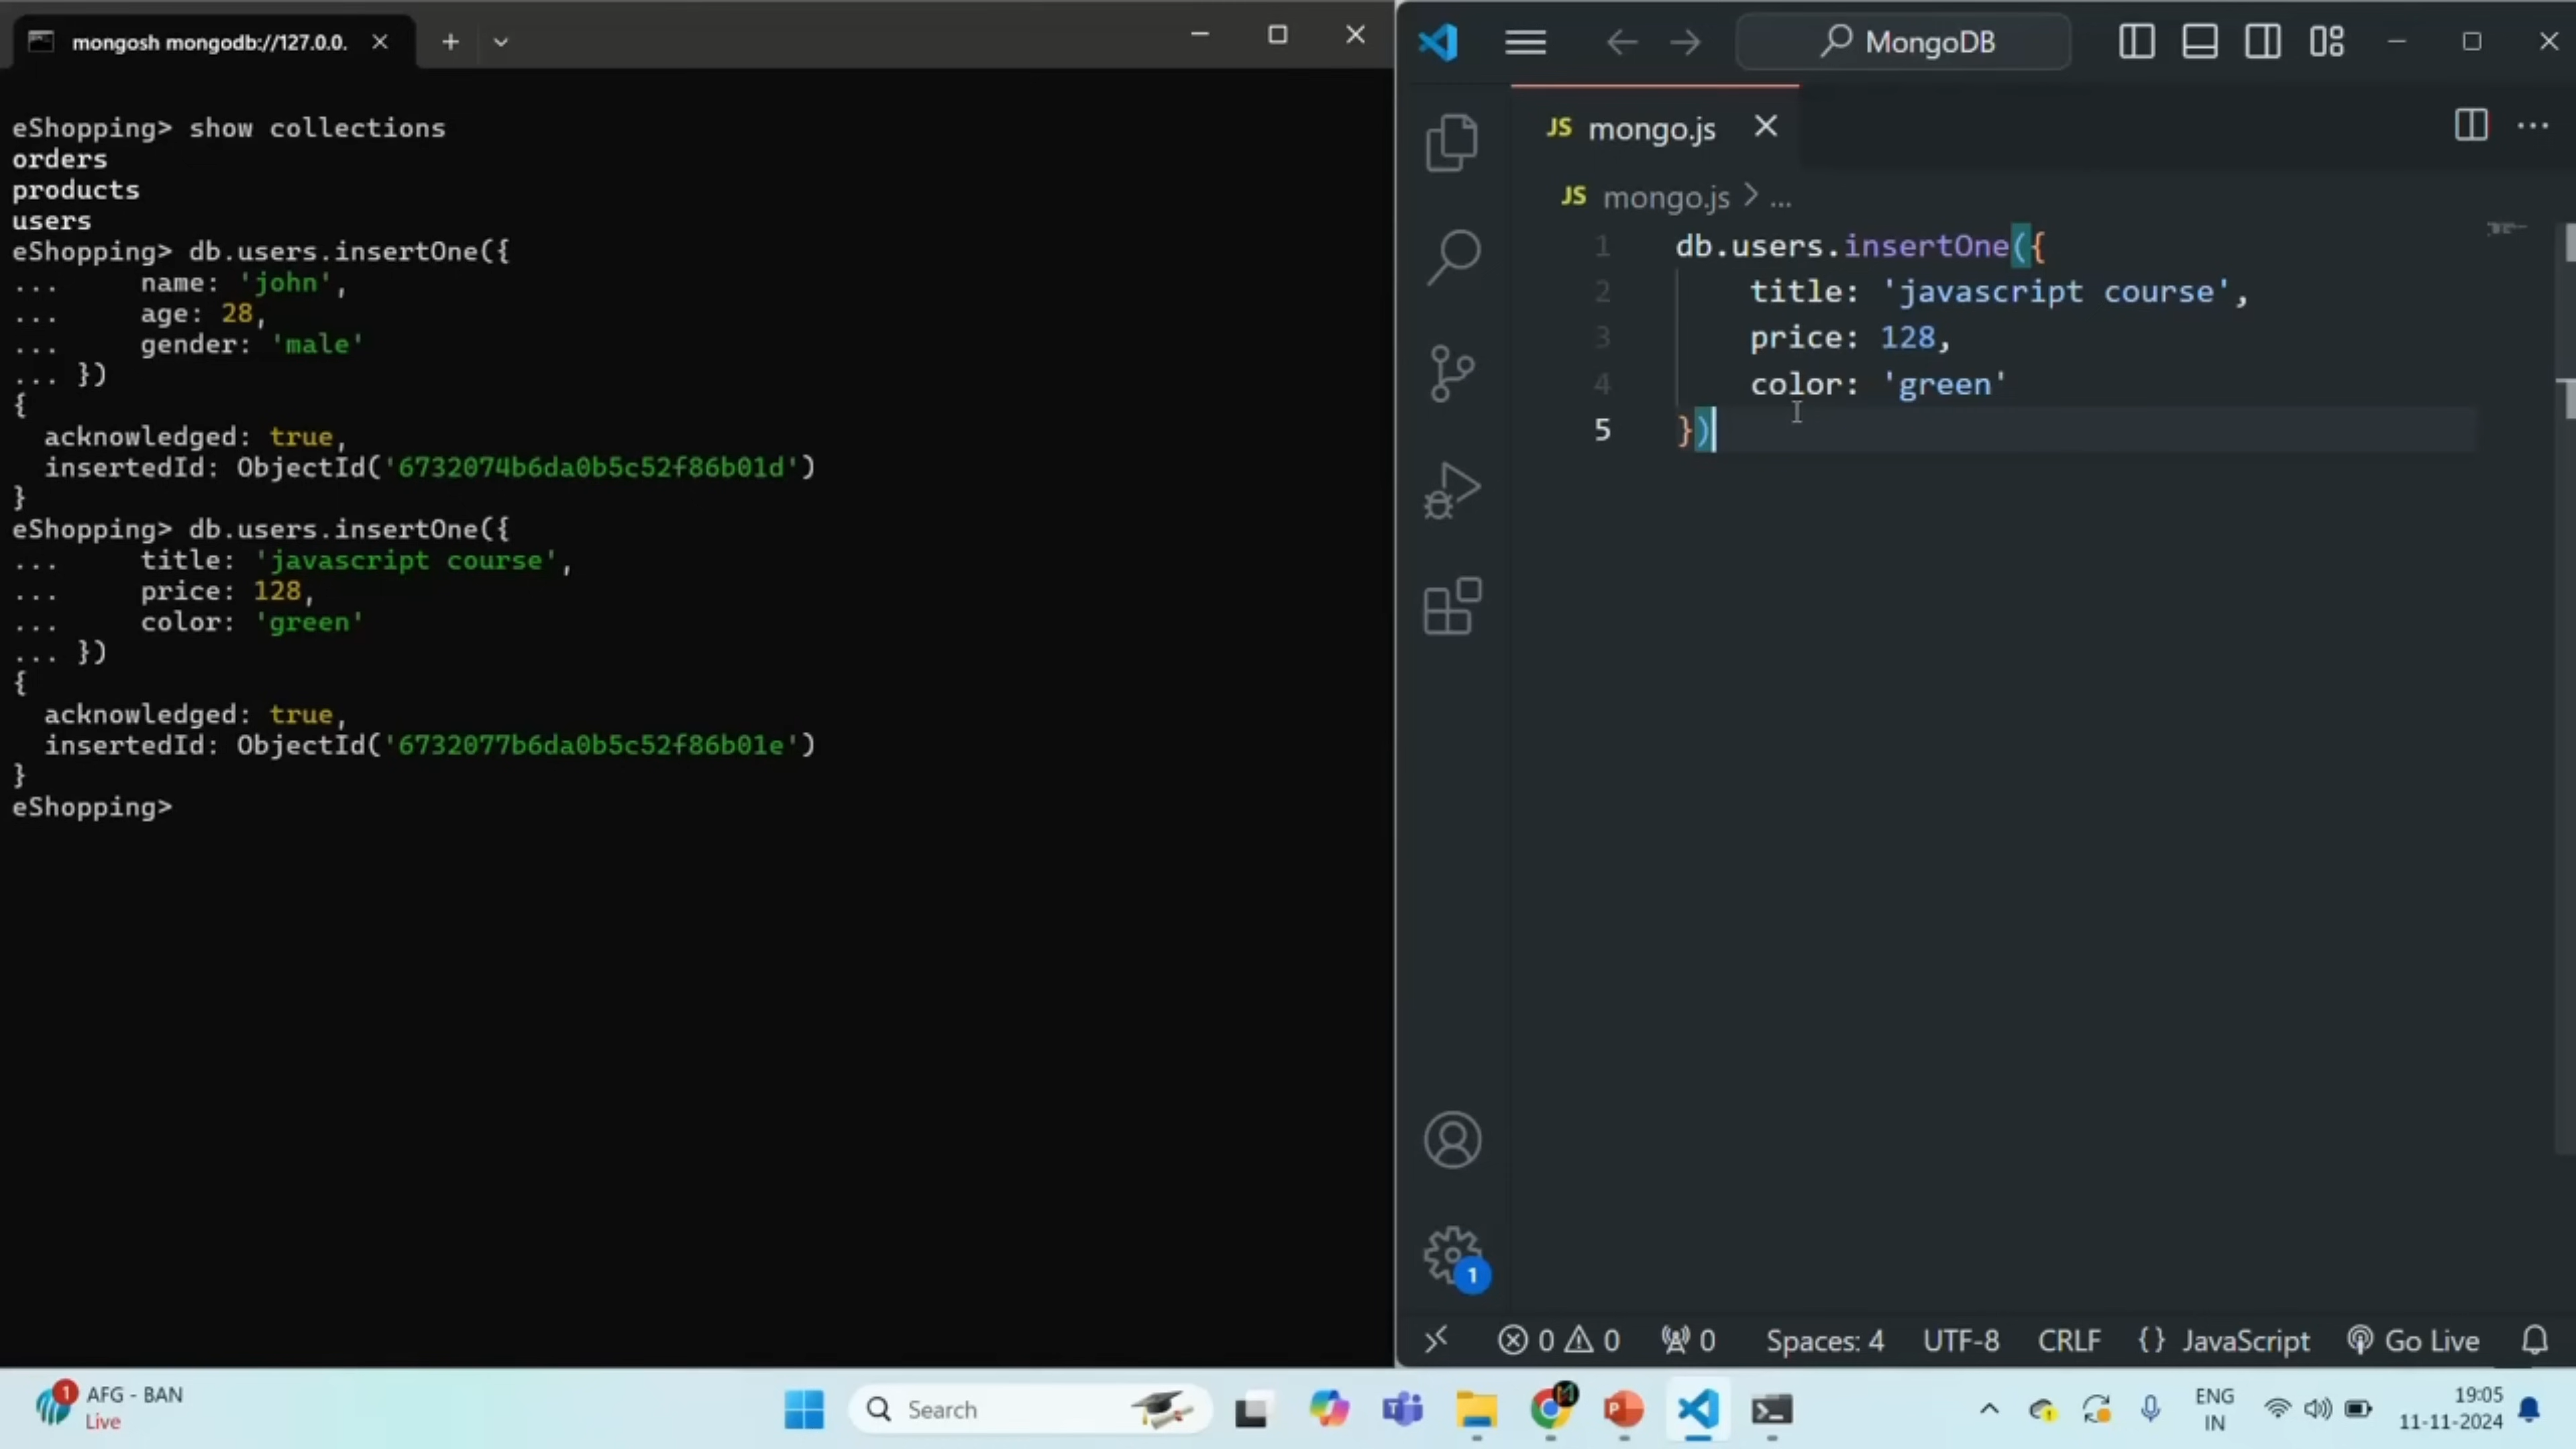 mongosh mongodb://127.0.0.
eShopping> show collections
orders
products
users
eShopping> db.users.insertOne({
...     name: 'john',
...     age: 28,
...     gender: 'male'
... })
{
  acknowledged: true,
  insertedId: ObjectId('6732074b6da0b5c52f86b01d')
}
eShopping> db.users.insertOne({
...     title: 'javascript course',
...     price: 128,
...     color: 'green'
... })
{
  acknowledged: true,
  insertedId: ObjectId('6732077b6da0b5c52f86b01e')
}
eShopping>
MongoDB
JS mongo.js
JS mongo.js > ...
1 db.users.insertOne({
2     title: 'javascript course',
3     price: 128,
4     color: 'green'
5 })
1
0 0 0 Spaces: 4 UTF-8 CRLF {} JavaScript Go Live
1 AFG - BAN
Live
Search
ENG
IN
19:05
11-11-2024